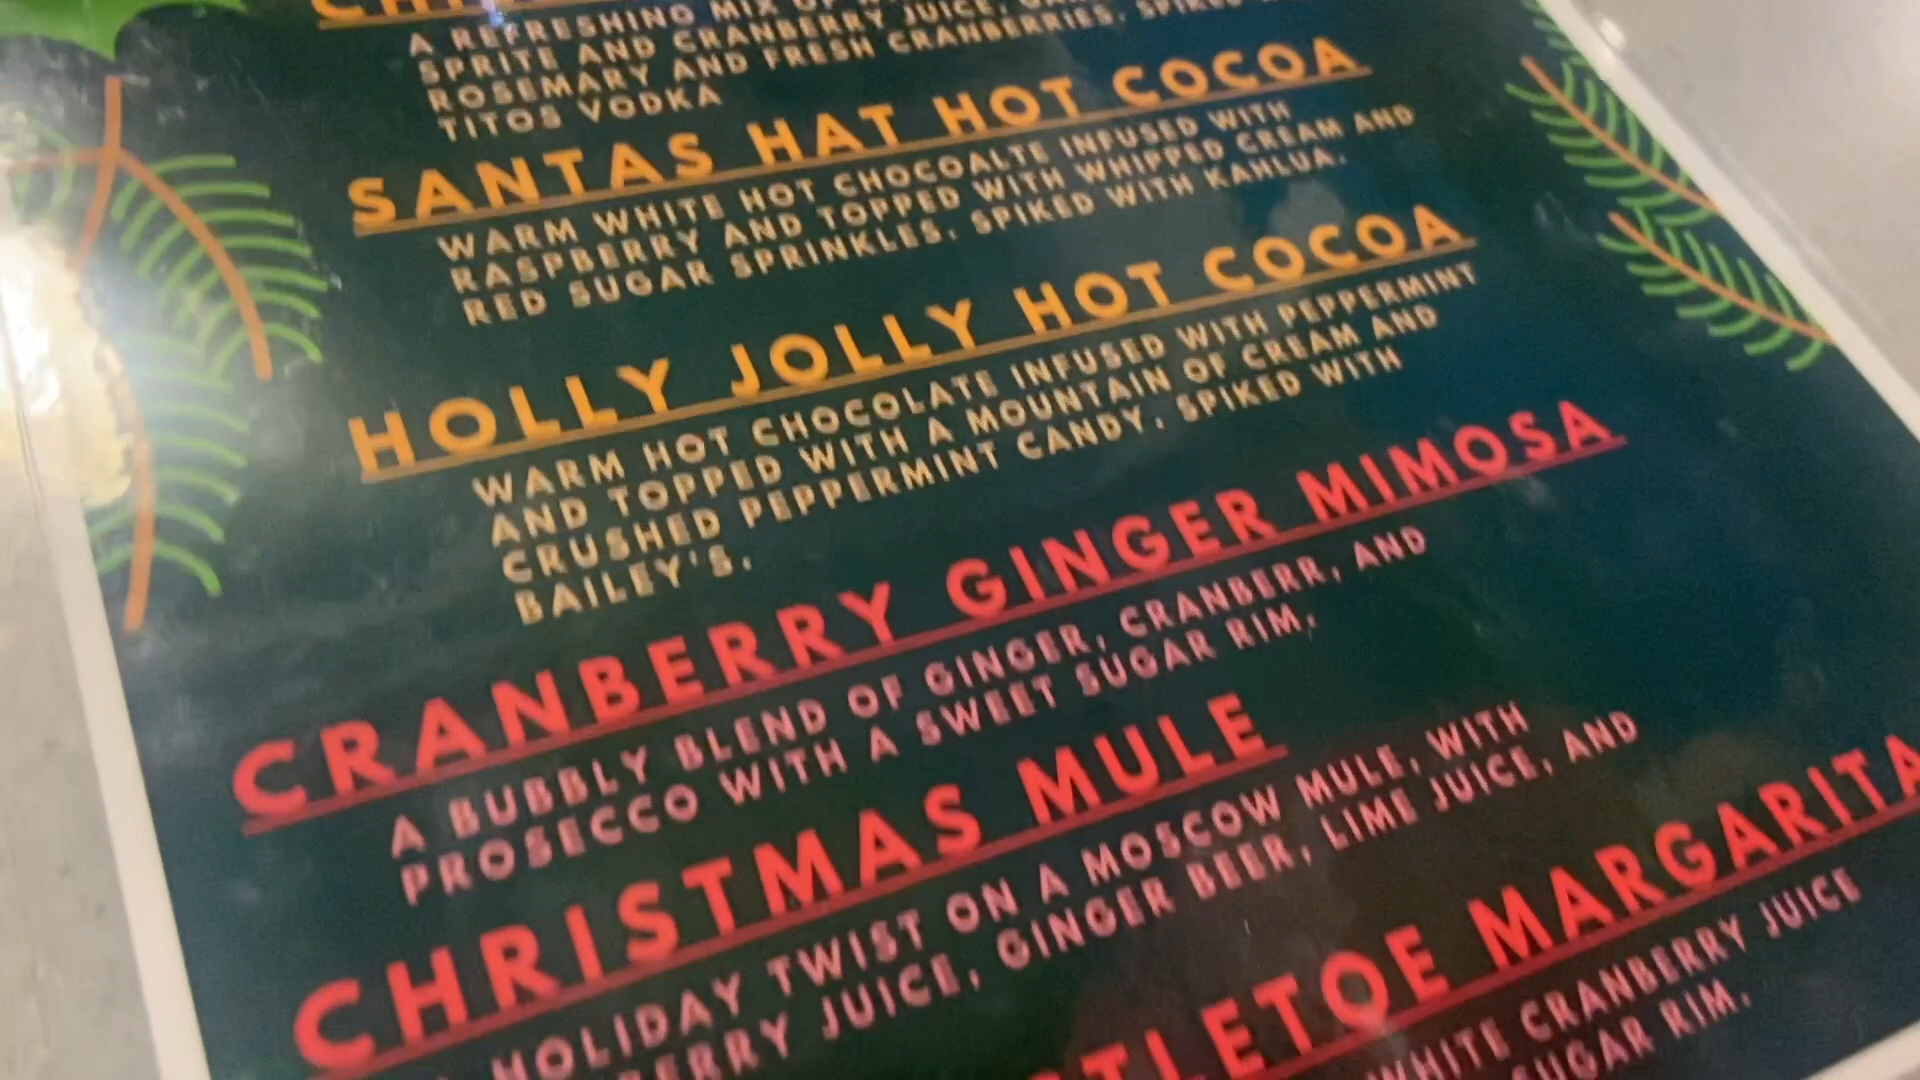 A REFRESHING MIX OF
SPRITE AND CRANBERRY JUICE,
ROSEMARY AND FRESH CRANBERRIES. SPIKED
TITOS VODKA
SANTAS HAT HOT COCOA
WARM WHITE HOT CHOCOALTE INFUSED WITH
RASPBERRY AND TOPPED WITH WHIPPED CREAM AND
RED SUGAR SPRINKLES. SPIKED WITH KAHLUA.
HOLLY JOLLY HOT COCOA
WARM HOT CHOCOLATE INFUSED WITH PEPPERMINT
AND TOPPED WITH A MOUNTAIN OF CREAM AND
CRUSHED PEPPERMINT CANDY. SPIKED WITH
BAILEY'S.
CRANBERRY GINGER MIMOSA
A BUBBLY BLEND OF GINGER, CRANBERR, AND
PROSECCO WITH A SWEET SUGAR RIM.
CHRISTMAS MULE
HOLIDAY TWIST ON A MOSCOW MULE, WITH
BERRY JUICE, GINGER BEER, LIME JUICE, AND
TLETOE MARGARITA
WHITE CRANBERRY JUICE
SUGAR RIM.